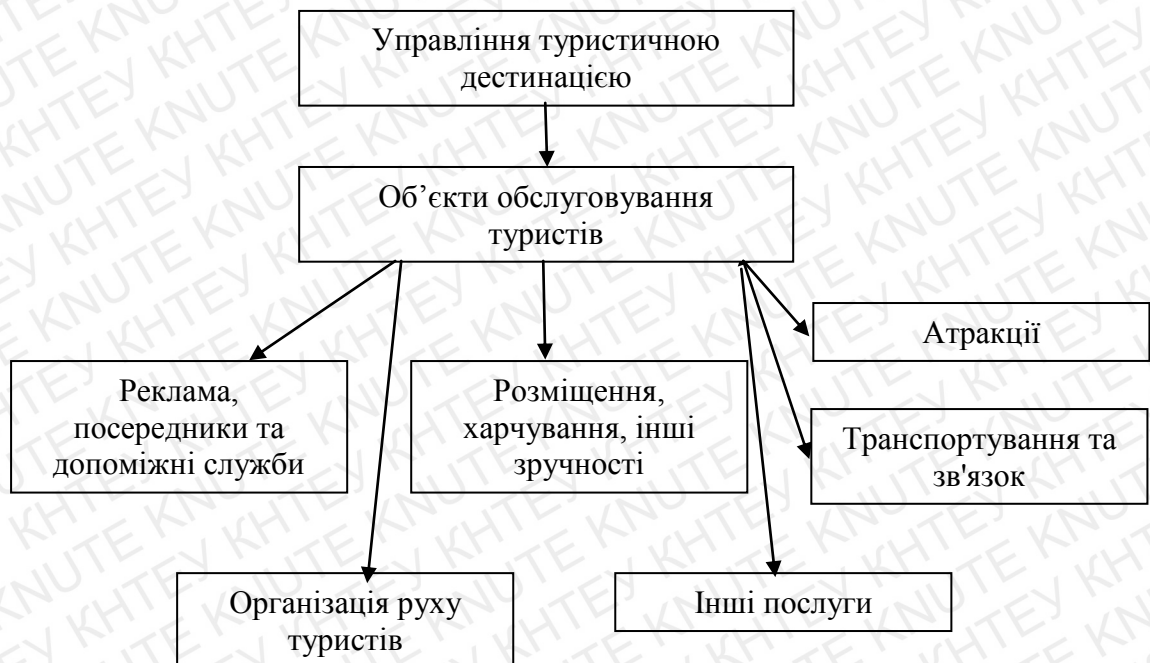 Управління туристичною
дестинацією
Об’єкти обслуговування
туристів
Атракції
Реклама,
посередники та
допоміжні служби
Розміщення,
харчування, інші
зручності
Транспортування та
зв'язок
Організація руху
туристів
Інші послуги